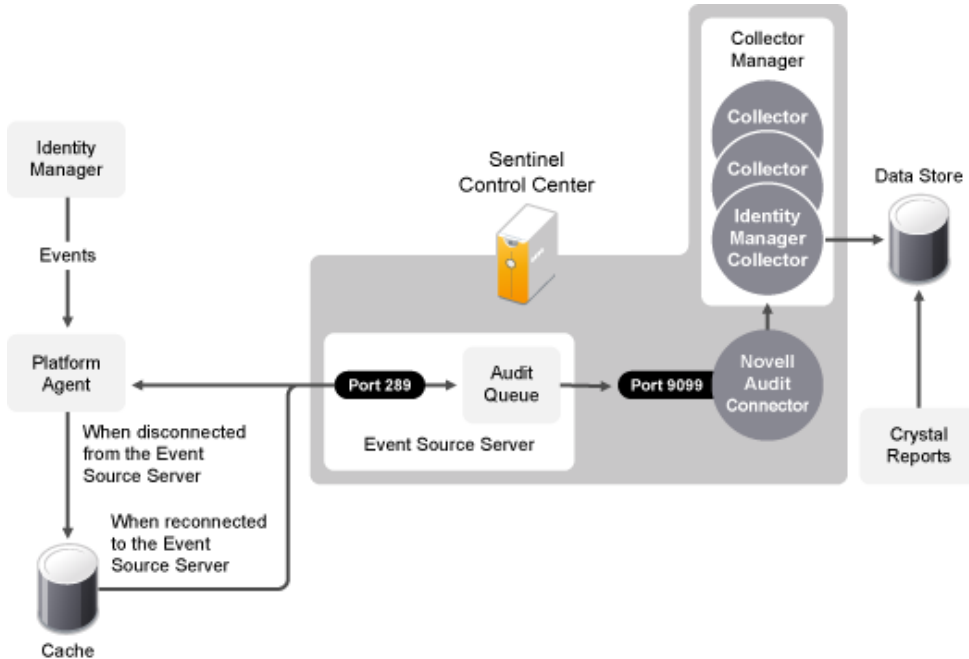 Identity
Manager
Events
Platform
Agent
When disconnected
from the Event
Source Server
When reconnected
to the Event
Source Server
Cache
Sentinel
Control Center
Port 289
Audit
Queue
Event Source Server
Port 9099
Novell
Audit
Connector
Collector
Manager
Collector
Collector
Identity
Manager
Collector
Data Store
Crystal
Reports